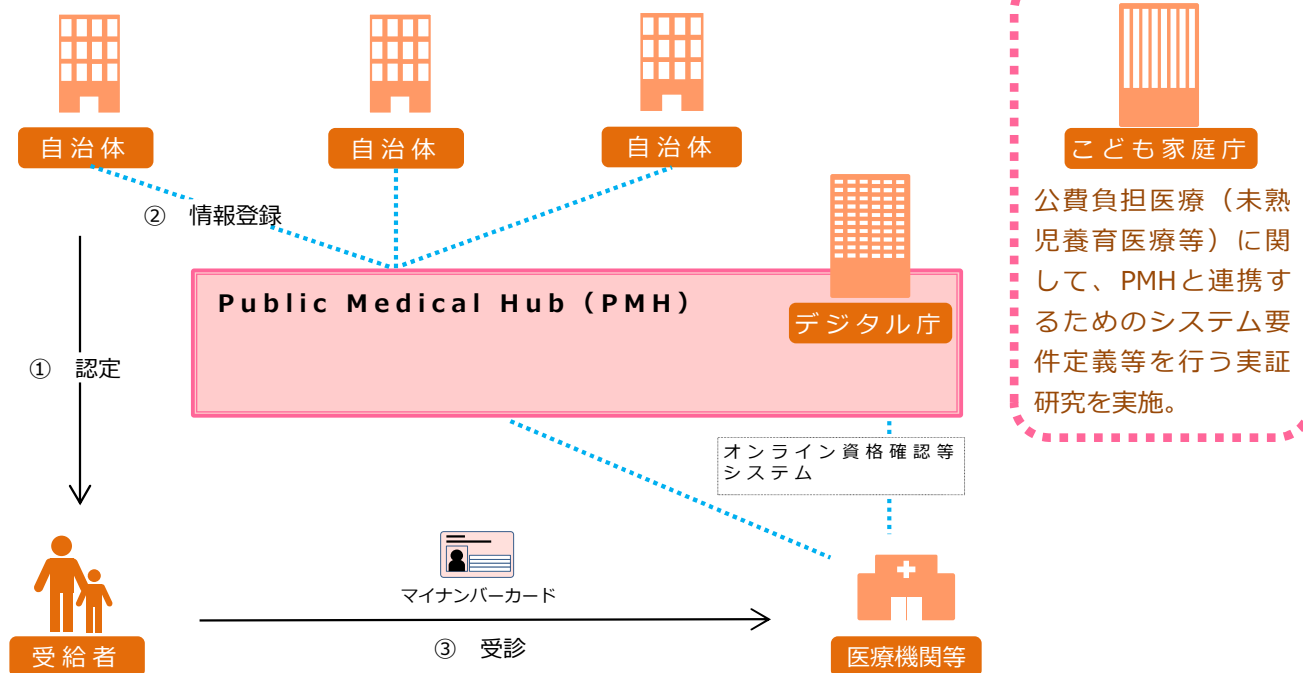 自治体
自治体
自治体
こども家庭庁
② 情報登録
公費負担医療（未熟
児養育医療等）に関
して、PMHと連携す
るためのシステム要
件定義等を行う実証
研究を実施。
Public Medical Hub（PMH）
デジタル庁
① 認定
オンライン資格確認等
システム
マイナンバーカード
③ 受診
受給者
医療機関等